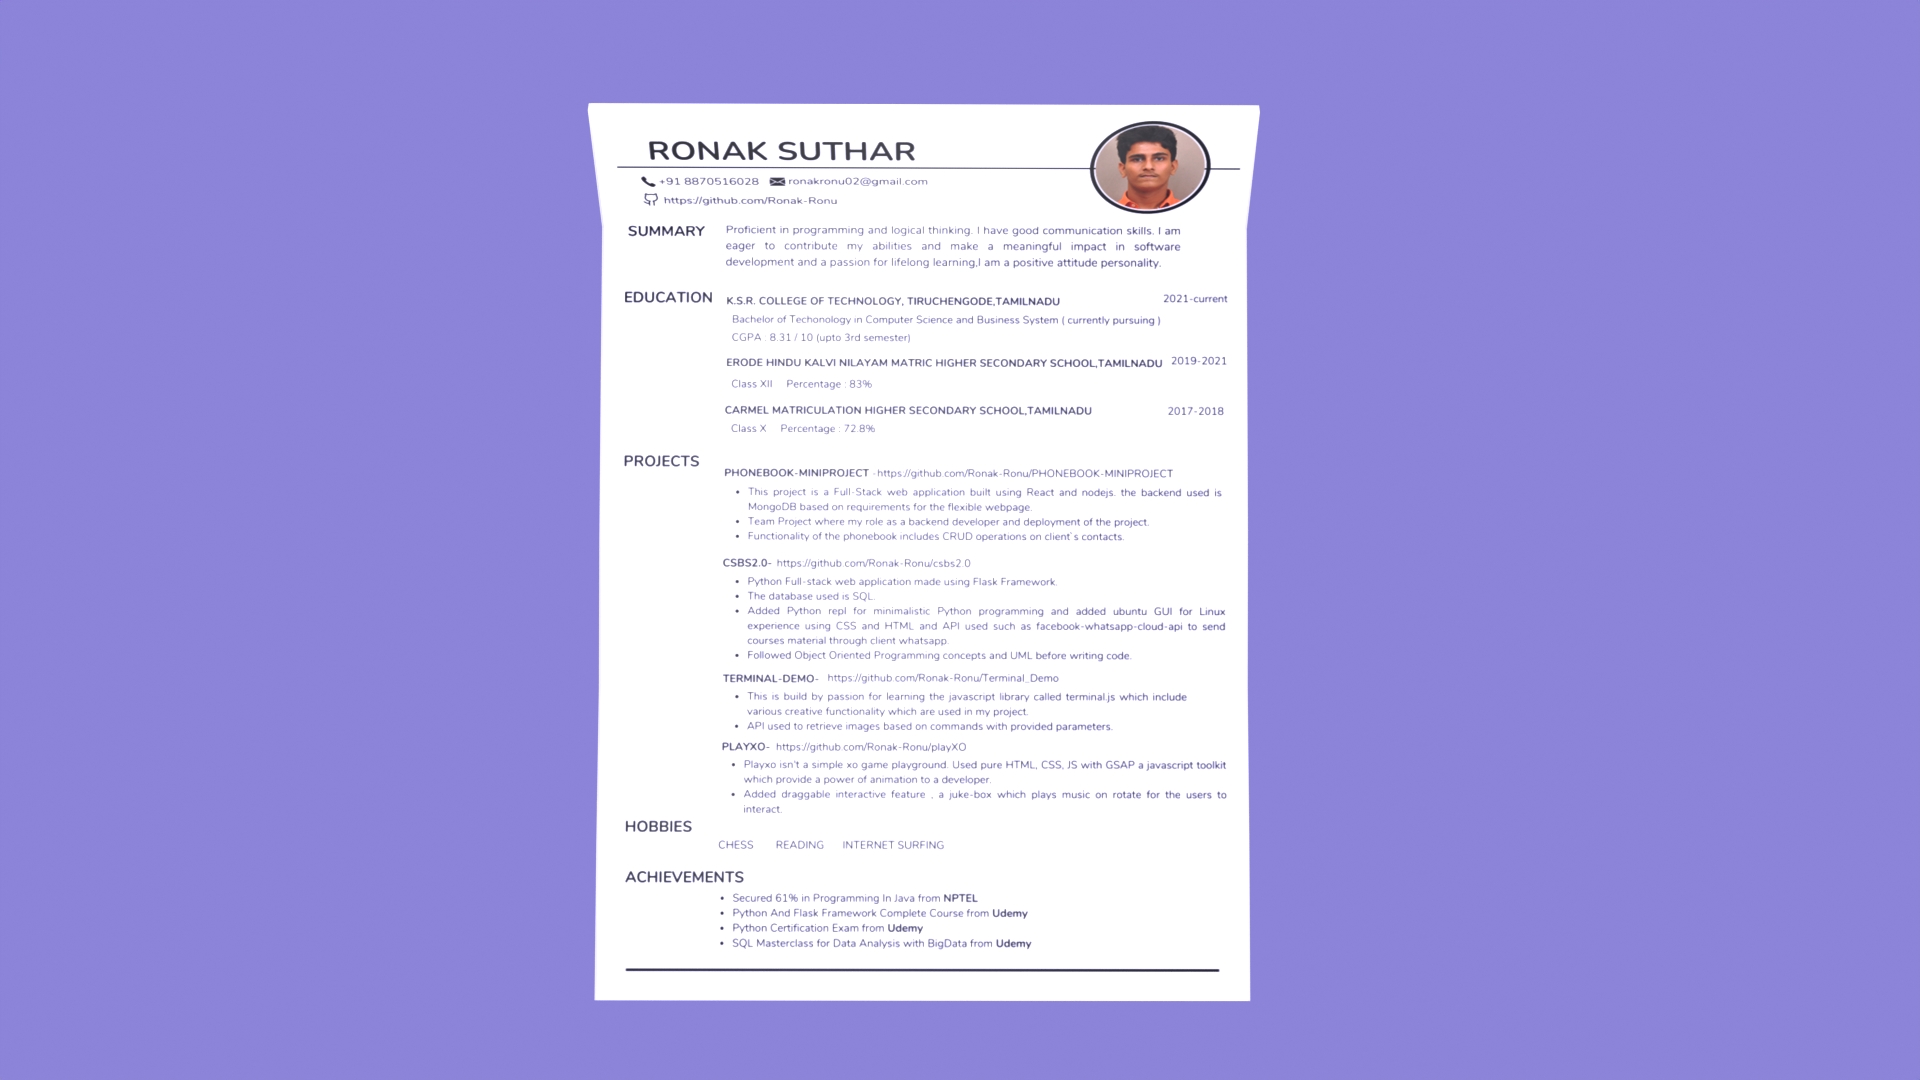 RONAK SUTHAR
+91 8870516028 ronakronu02@gmail.com
https://github.com/Ronak-Ronu
SUMMARY
Proficient in programming and logical thinking. I have good communication skills. I am
eager to contribute my abilities and make a meaningful impact in software
development and a passion for lifelong learning,I am a positive attitude personality.
EDUCATION
K.S.R. COLLEGE OF TECHNOLOGY, TIRUCHENGODE,TAMILNADU 2021-current
Bachelor of Techonology in Computer Science and Business System ( currently pursuing )
CGPA : 8.31 / 10 (upto 3rd semester)
ERODE HINDU KALVI NILAYAM MATRIC HIGHER SECONDARY SCHOOL,TAMILNADU 2019-2021
Class XII Percentage : 83%
CARMEL MATRICULATION HIGHER SECONDARY SCHOOL,TAMILNADU 2017-2018
Class X Percentage : 72.8%
PROJECTS
PHONEBOOK-MINIPROJECT - https://github.com/Ronak-Ronu/PHONEBOOK-MINIPROJECT
• This project is a Full-Stack web application built using React and nodejs. the backend used is
MongoDB based on requirements for the flexible webpage.
• Team Project where my role as a backend developer and deployment of the project.
• Functionality of the phonebook includes CRUD operations on client`s contacts.
CSBS2.0- https://github.com/Ronak-Ronu/csbs2.0
• Python Full-stack web application made using Flask Framework.
• The database used is SQL.
• Added Python repl for minimalistic Python programming and added ubuntu GUI for Linux
experience using CSS and HTML and API used such as facebook-whatsapp-cloud-api to send
courses material through client whatsapp.
• Followed Object Oriented Programming concepts and UML before writing code.
TERMINAL-DEMO- https://github.com/Ronak-Ronu/Terminal_Demo
• This is build by passion for learning the javascript library called terminal.js which include
various creative functionality which are used in my project.
• API used to retrieve images based on commands with provided parameters.
PLAYXO- https://github.com/Ronak-Ronu/playXO
• Playxo isn't a simple xo game playground. Used pure HTML, CSS, JS with GSAP a javascript toolkit
which provide a power of animation to a developer.
• Added draggable interactive feature , a juke-box which plays music on rotate for the users to
interact.
HOBBIES
CHESS READING INTERNET SURFING
ACHIEVEMENTS
• Secured 61% in Programming In Java from NPTEL
• Python And Flask Framework Complete Course from Udemy
• Python Certification Exam from Udemy
• SQL Masterclass for Data Analysis with BigData from Udemy